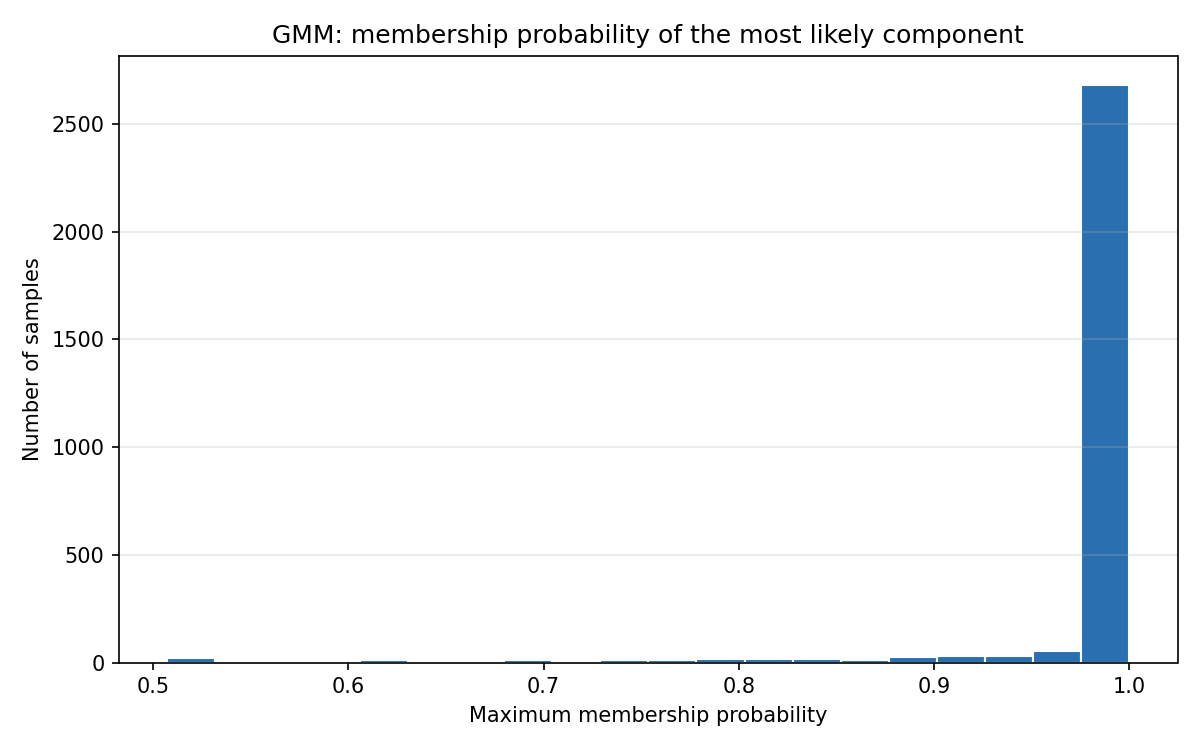 GMM: membership probability of the most likely component
Number of samples
2500
2000
1500
1000
500
0
0.5 0.6 0.7 0.8 0.9 1.0
Maximum membership probability